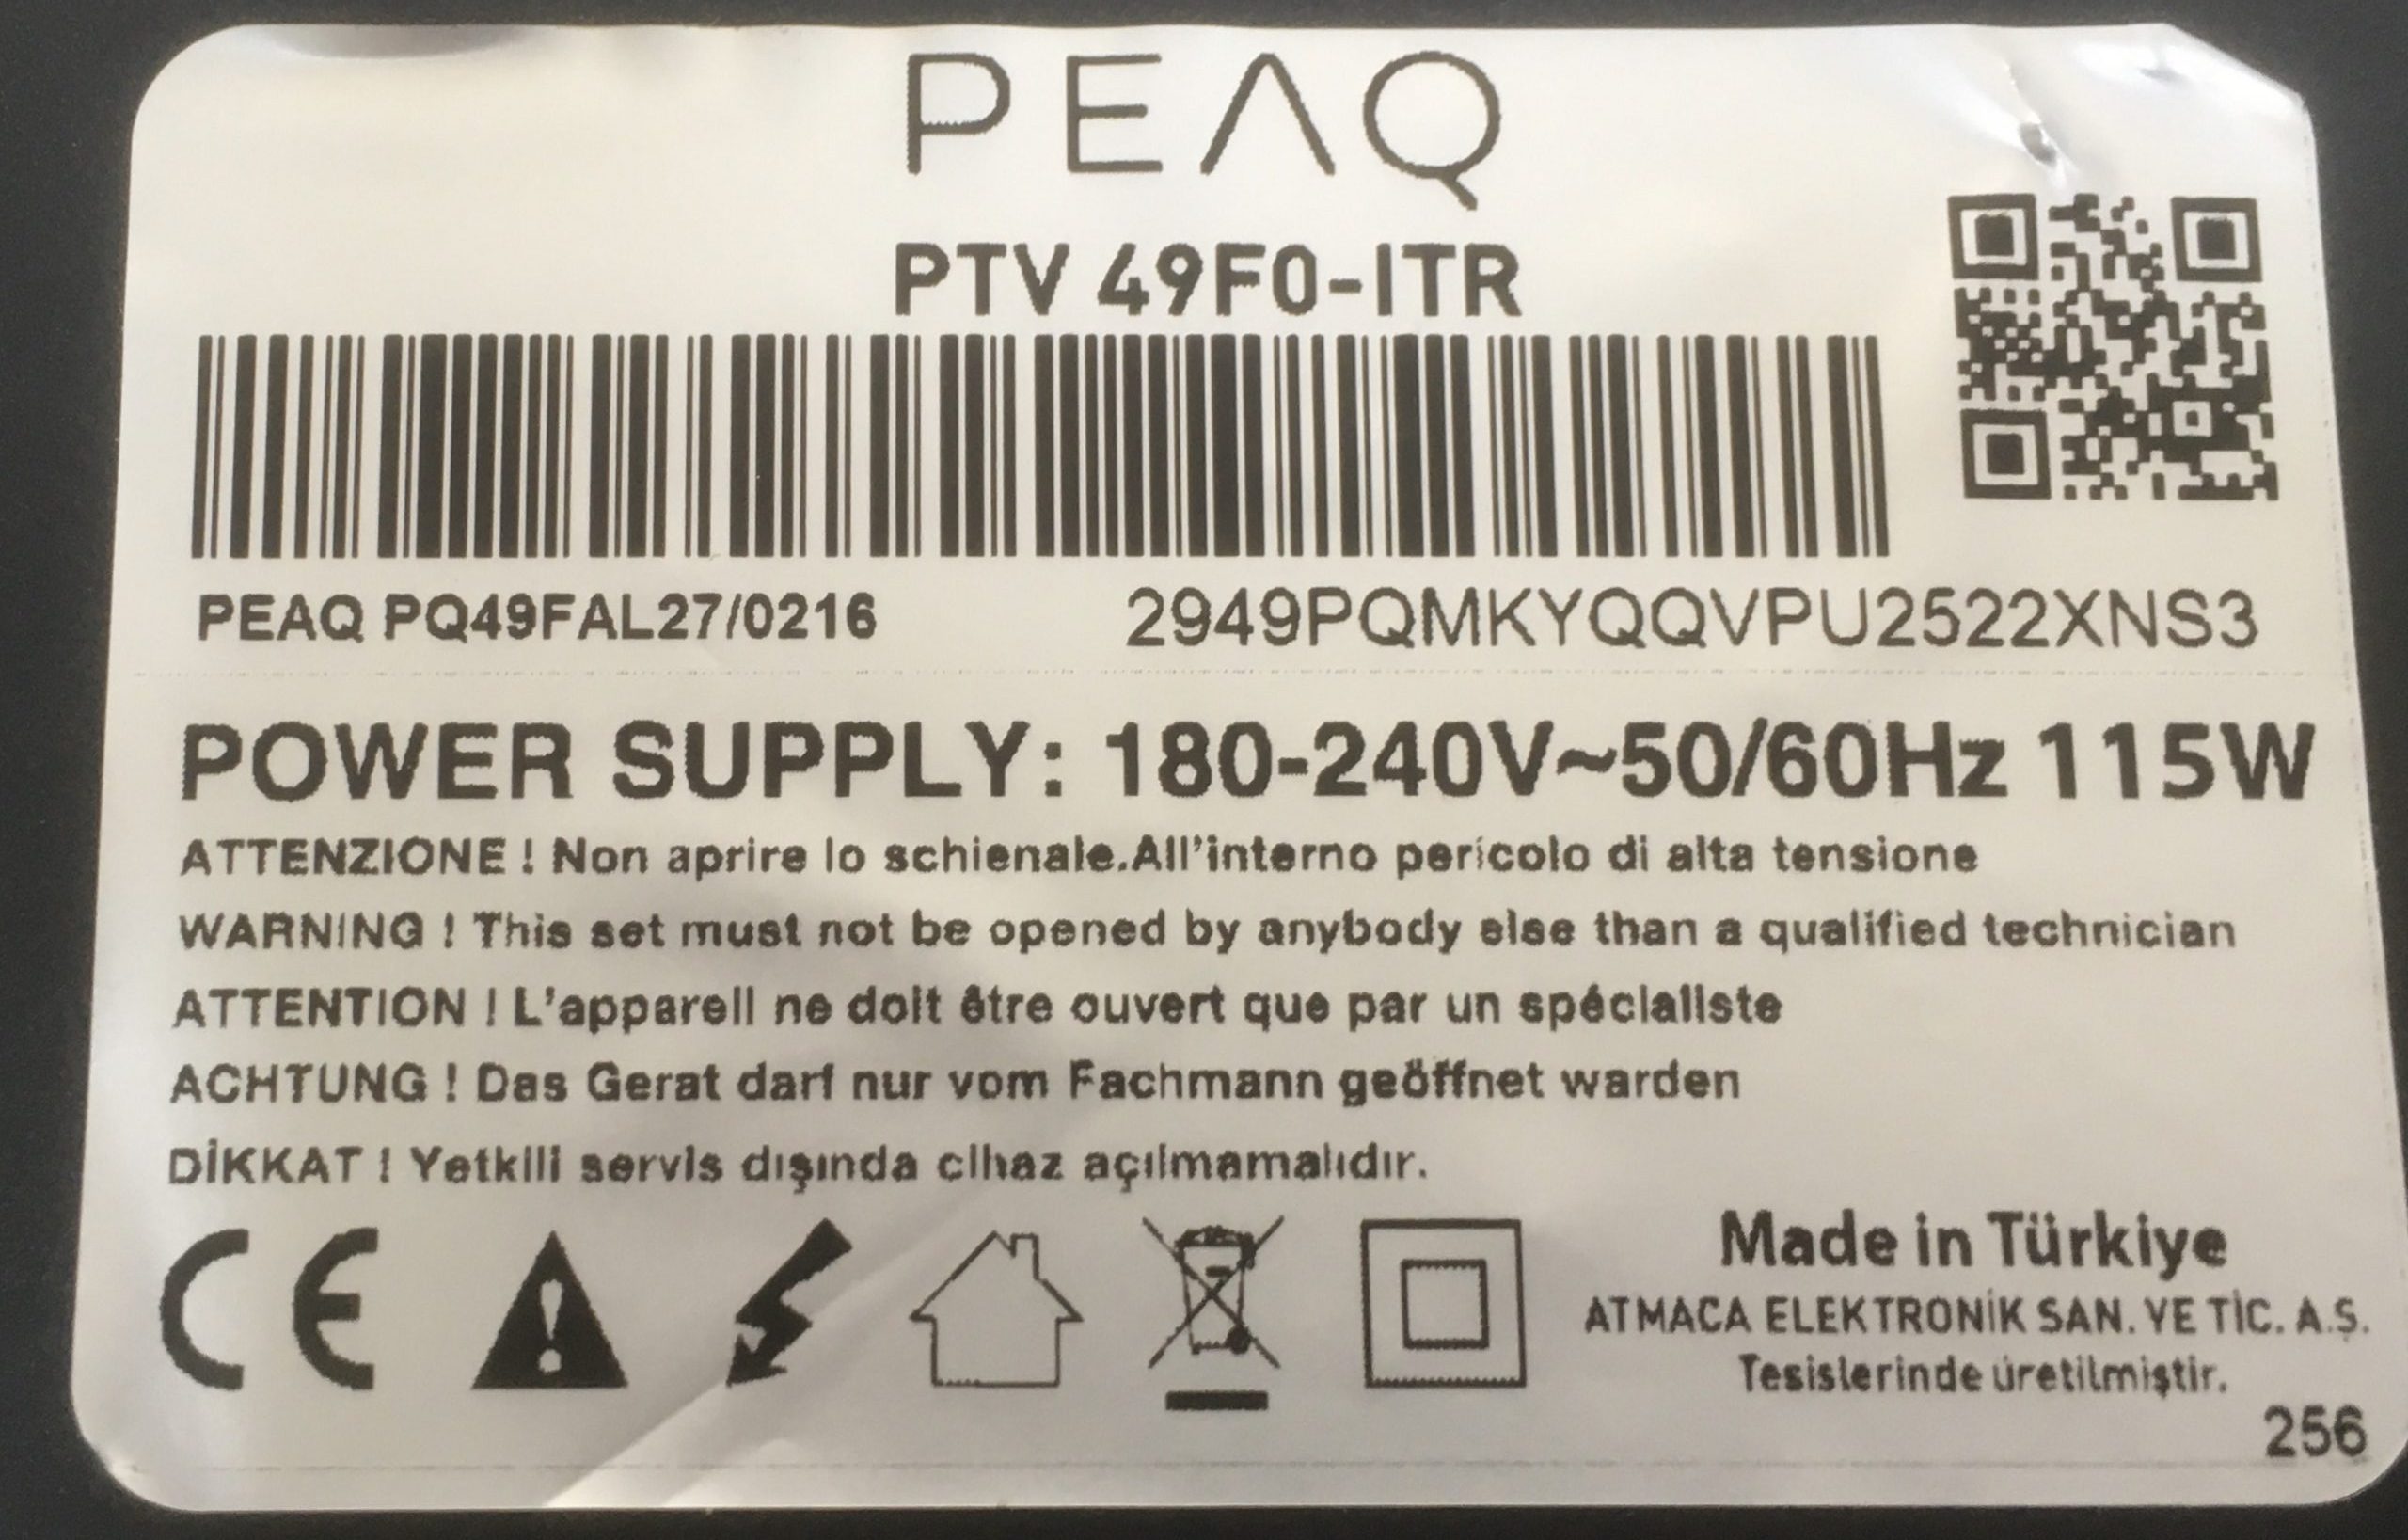 PEAQ
PTV 49F0-ITR
PEAQ PQ49FAL27/0216
2949PQMKYQQVPU2522XNS3
POWER SUPPLY: 180-240V~50/60Hz 115W
ATTENZIONE ! Non aprire lo schienale.All'interno pericolo di alta tensione
WARNING ! This set must not be opened by anybody else than a qualified technician
ATTENTION ! L'appareil ne doit être ouvert que par un spécialiste
ACHTUNG ! Das Gerat darf nur vom Fachmann geöffnet warden
DİKKAT ! Yetkili servis dışında cihaz açılmamalıdır.
CE
Made in Türkiye
ATMACA ELEKTRONİK SAN. VE TİC. A.Ş.
Tesislerinde üretilmiştir.
256